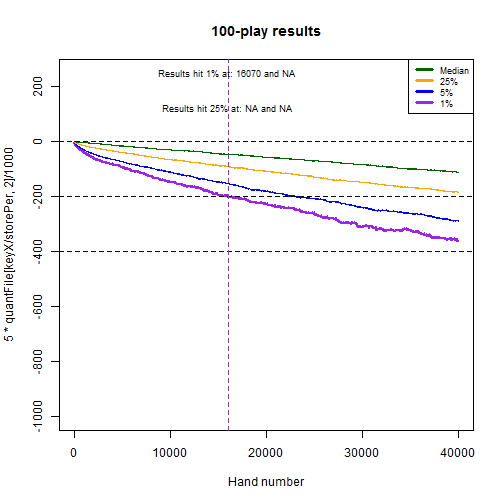 100-play results
Results hit 1% at: 16070 and NA
Results hit 25% at: NA and NA
Median
25%
5%
1%
200
0
-200
-400
-600
-800
-1000
5 * quantFile[keyX/storePer, 2]/1000
0
10000
20000
30000
40000
Hand number